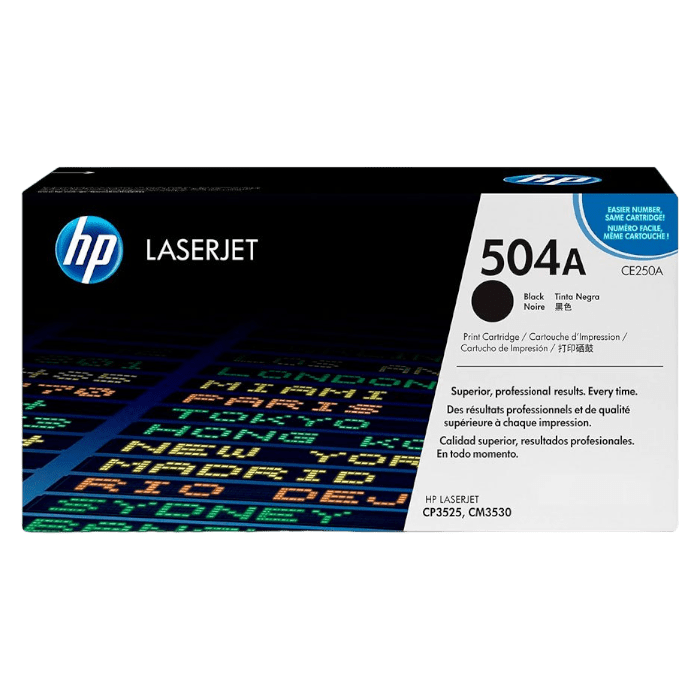 hp
EASIER NUMBER,
SAME CARTRIDGE!
NUMÉRO FACILE,
MÊME CARTOUCHE!
hp LASERJET
504A CE250A
Black Tinta Negra
Noire 黑色
Print Cartridge / Cartouche d'Impression /
Cartucho de Impresión / 打印硒鼓
Superior, professional results. Every time.
Des résultats professionnels et de qualité
supérieure à chaque impression.
Calidad superior, resultados profesionales.
En todo momento.
HP LASERJET
CP3525, CM3530
LONDON
MIAMI
PARIS
TOKYO
HONG KO
NEW YOR
MADRID
RIO DEJ
SYDNEY